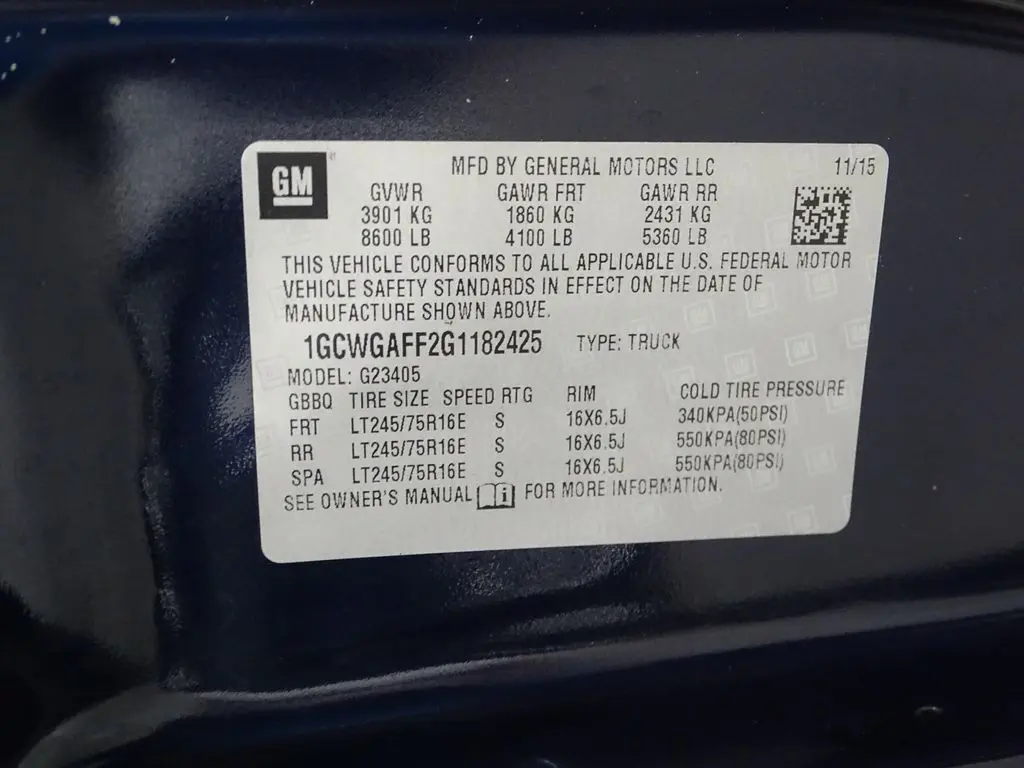 GM MFD BY GENERAL MOTORS LLC 11/15
GVWR GAWR FRT GAWR RR
3901 KG 1860 KG 2431 KG
8600 LB 4100 LB 5360 LB
THIS VEHICLE CONFORMS TO ALL APPLICABLE U.S. FEDERAL MOTOR
VEHICLE SAFETY STANDARDS IN EFFECT ON THE DATE OF
MANUFACTURE SHOWN ABOVE.
1GCWGAFF2G1182425 TYPE: TRUCK
MODEL: G23405
GBBQ TIRE SIZE SPEED RTG RIM COLD TIRE PRESSURE
FRT LT245/75R16E S 16X6.5J 340KPA(50PSI)
RR LT245/75R16E S 16X6.5J 550KPA(80PSI)
SPA LT245/75R16E S 16X6.5J 550KPA(80PSI)
SEE OWNER'S MANUAL i FOR MORE INFORMATION.